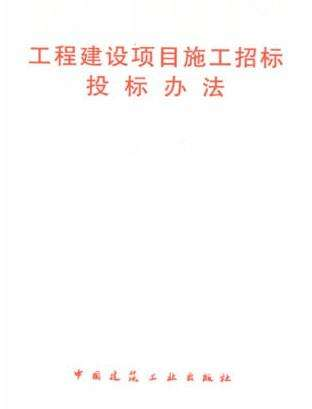 工程建设项目施工招标
投标办法
中国建筑工业出版社